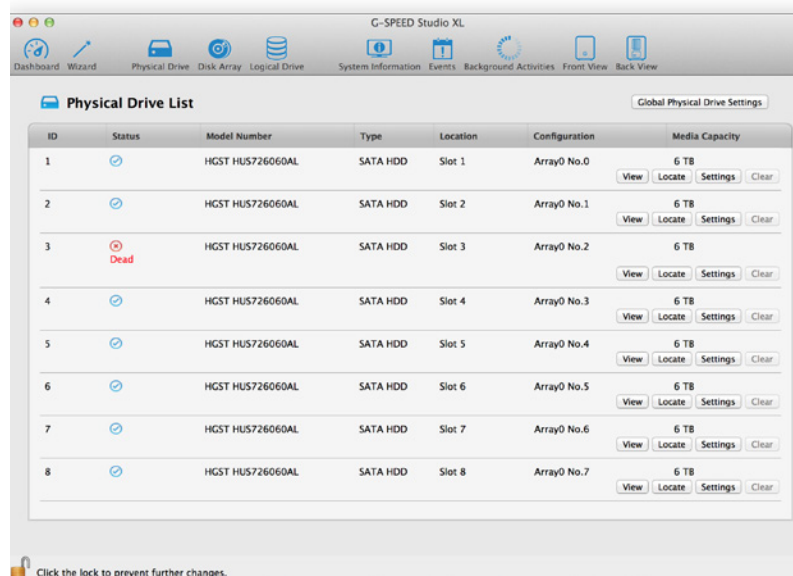 G-SPEED Studio XL
Dashboard Wizard Physical Drive Disk Array Logical Drive System Information Events Background Activities Front View Back View
Physical Drive List Global Physical Drive Settings
ID Status Model Number Type Location Configuration Media Capacity
1 HGST HUS726060AL SATA HDD Slot 1 Array0 No.0 6 TB
View Locate Settings Clear
2 HGST HUS726060AL SATA HDD Slot 2 Array0 No.1 6 TB
View Locate Settings Clear
3 HGST HUS726060AL SATA HDD Slot 3 Array0 No.2 6 TB
Dead
View Locate Settings Clear
4 HGST HUS726060AL SATA HDD Slot 4 Array0 No.3 6 TB
View Locate Settings Clear
5 HGST HUS726060AL SATA HDD Slot 5 Array0 No.4 6 TB
View Locate Settings Clear
6 HGST HUS726060AL SATA HDD Slot 6 Array0 No.5 6 TB
View Locate Settings Clear
7 HGST HUS726060AL SATA HDD Slot 7 Array0 No.6 6 TB
View Locate Settings Clear
8 HGST HUS726060AL SATA HDD Slot 8 Array0 No.7 6 TB
View Locate Settings Clear
Click the lock to prevent further changes.